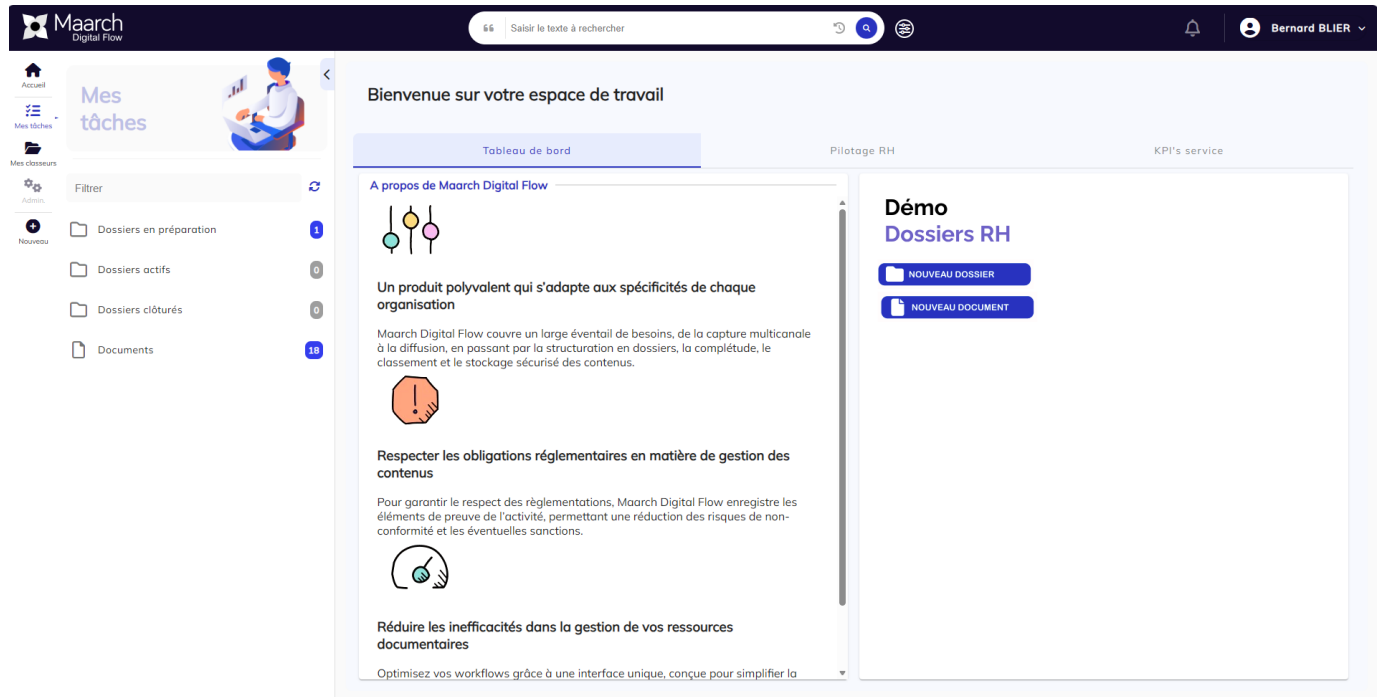 Maarch
Digital Flow
Saisir le texte à rechercher
Bernard BLIER
Accueil
Mes tâches
Mes classeurs
Admin.
Nouveau
Mes
tâches
Filtrer
Dossiers en préparation 1
Dossiers actifs 0
Dossiers clôturés 0
Documents 18
Bienvenue sur votre espace de travail
Tableau de bord
Pilotage RH
KPI's service
A propos de Maarch Digital Flow
Un produit polyvalent qui s’adapte aux spécificités de chaque
organisation
Maarch Digital Flow couvre un large éventail de besoins, de la capture multicanale
à la diffusion, en passant par la structuration en dossiers, la complétude, le
classement et le stockage sécurisé des contenus.
Respecter les obligations réglementaires en matière de gestion des
contenus
Pour garantir le respect des règlementations, Maarch Digital Flow enregistre les
éléments de preuve de l’activité, permettant une réduction des risques de non-
conformité et les éventuelles sanctions.
Réduire les inefficacités dans la gestion de vos ressources
documentaires
Optimisez vos workflows grâce à une interface unique, conçue pour simplifier la
Démo
Dossiers RH
NOUVEAU DOSSIER
NOUVEAU DOCUMENT